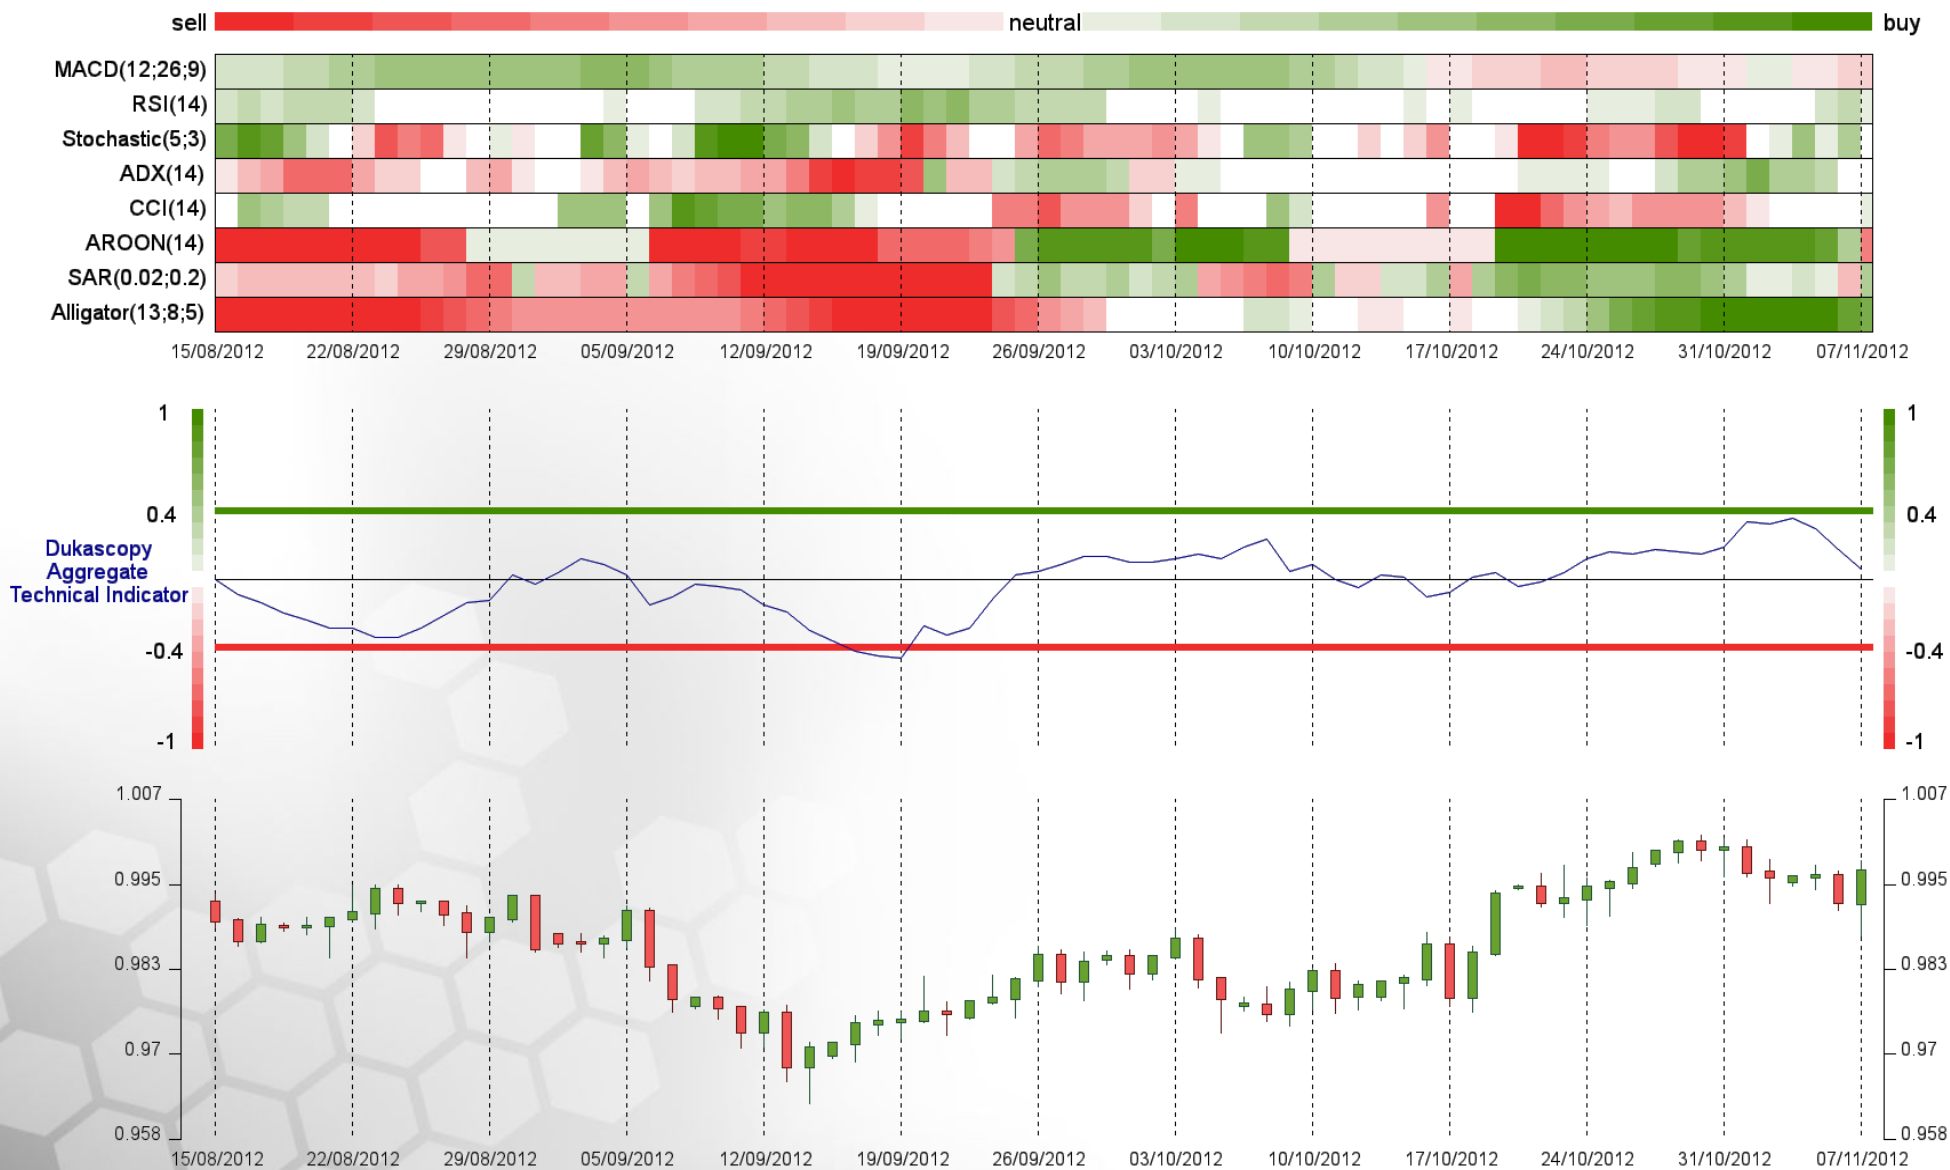 sell neutral buy
MACD(12;26;9)
RSI(14)
Stochastic(5;3)
ADX(14)
CCI(14)
AROON(14)
SAR(0.02;0.2)
Alligator(13;8;5)
15/08/2012 22/08/2012 29/08/2012 05/09/2012 12/09/2012 19/09/2012 26/09/2012 03/10/2012 10/10/2012 17/10/2012 24/10/2012 31/10/2012 07/11/2012
1 1
0.4 0.4
Dukascopy
Aggregate
Technical Indicator
-0.4 -0.4
-1 -1
1.007 1.007
0.995 0.995
0.983 0.983
0.97 0.97
0.958 0.958
15/08/2012 22/08/2012 29/08/2012 05/09/2012 12/09/2012 19/09/2012 26/09/2012 03/10/2012 10/10/2012 17/10/2012 24/10/2012 31/10/2012 07/11/2012